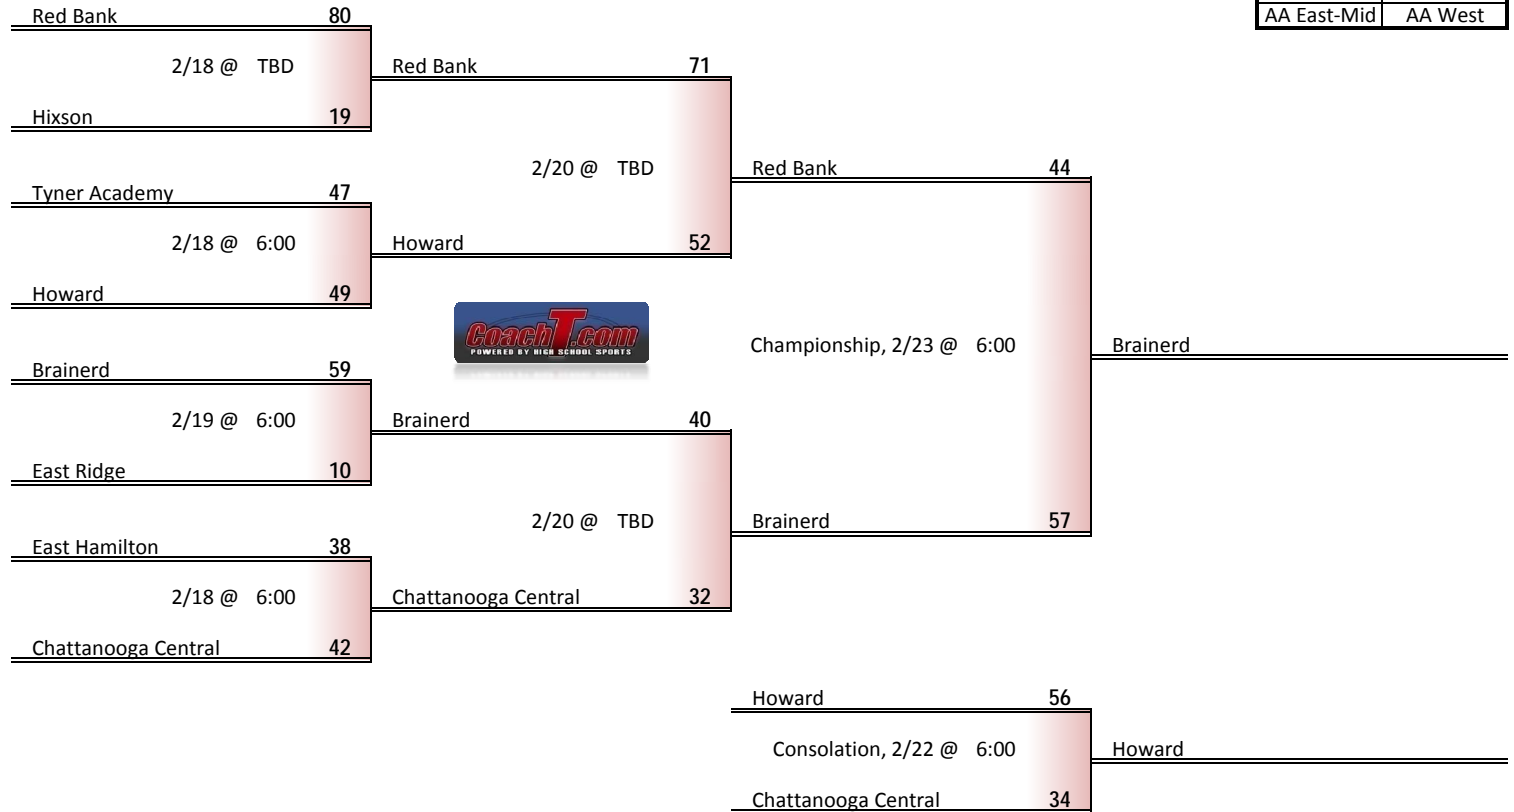 Red Bank 80
AA East-Mid AA West
2/18 @ TBD
Red Bank 71
Hixson 19
2/20 @ TBD
Red Bank 44
Tyner Academy 47
2/18 @ 6:00
Howard 52
Howard 49
CoachT.com
POWERED BY HIGH SCHOOL SPORTS
Championship, 2/23 @ 6:00
Brainerd
Brainerd 59
2/19 @ 6:00
Brainerd 40
East Ridge 10
2/20 @ TBD
Brainerd 57
East Hamilton 38
2/18 @ 6:00
Chattanooga Central 32
Chattanooga Central 42
Howard 56
Consolation, 2/22 @ 6:00
Howard
Chattanooga Central 34